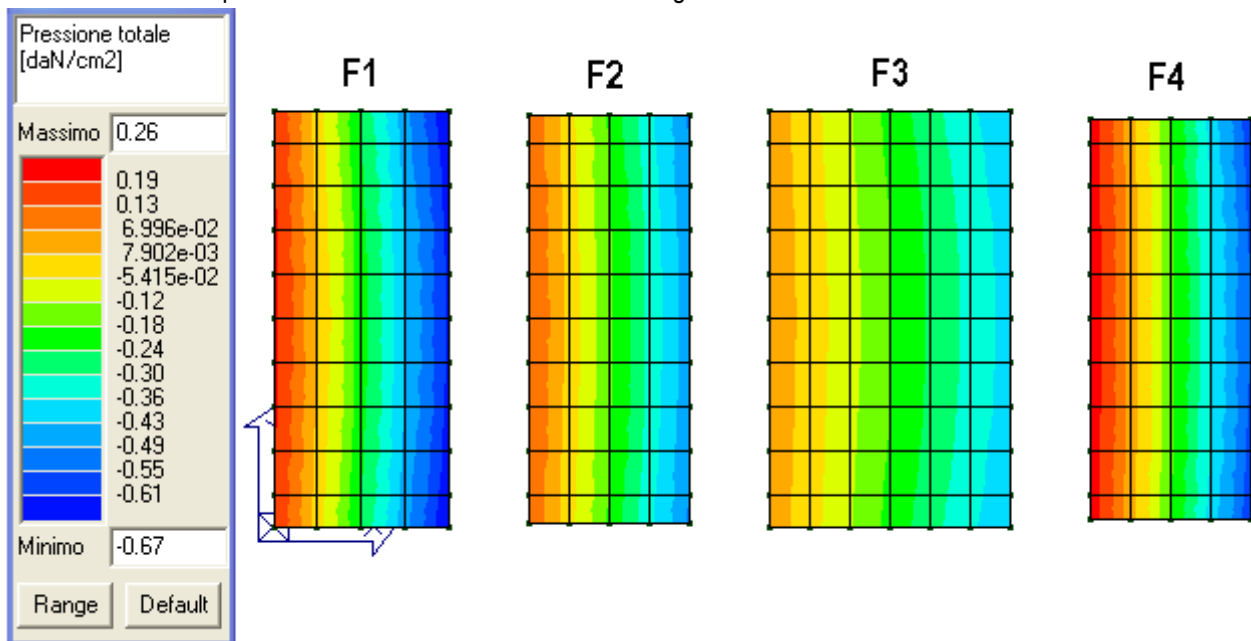 Pressione totale
[daN/cm2]
F1
F2
F3
F4
Massimo 0.26
0.19
0.13
6.996e-02
7.902e-03
-5.415e-02
-0.12
-0.18
-0.24
-0.30
-0.36
-0.43
-0.49
-0.55
-0.61
Minimo -0.67
Range Default